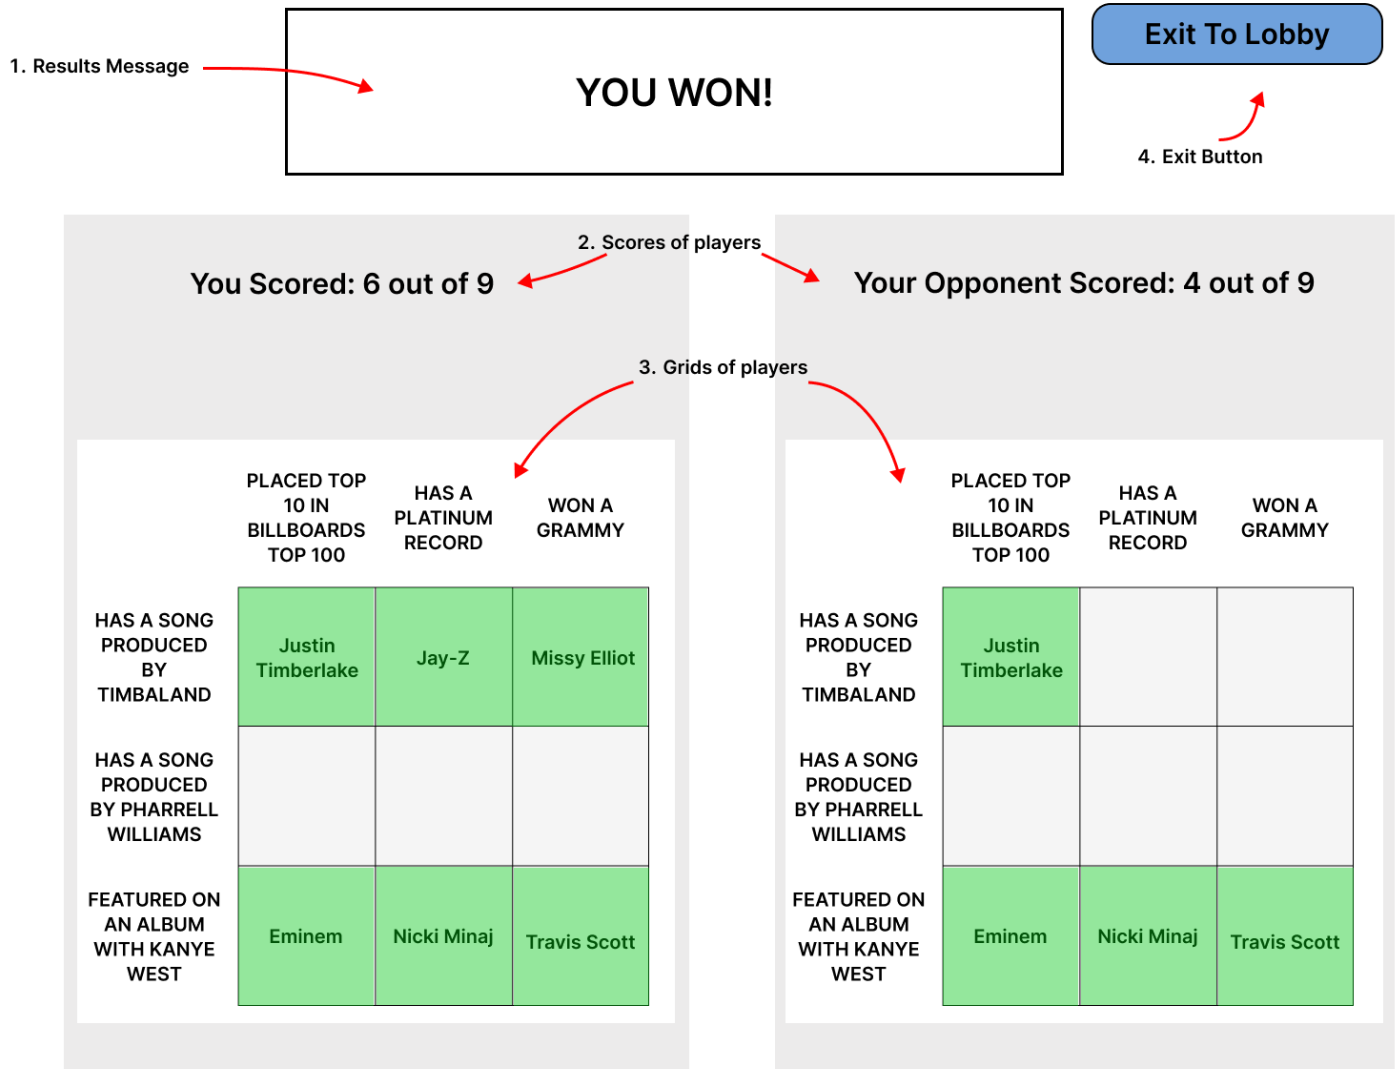 1. Results Message
YOU WON!
Exit To Lobby
4. Exit Button
2. Scores of players
You Scored: 6 out of 9
Your Opponent Scored: 4 out of 9
3. Grids of players
PLACED TOP
10 IN
BILLBOARDS
TOP 100
HAS A
PLATINUM
RECORD
WON A
GRAMMY
HAS A SONG
PRODUCED
BY
TIMBALAND
Justin
Timberlake
Jay-Z
Missy Elliot
HAS A SONG
PRODUCED
BY PHARRELL
WILLIAMS
FEATURED ON
AN ALBUM
WITH KANYE
WEST
Eminem
Nicki Minaj
Travis Scott
PLACED TOP
10 IN
BILLBOARDS
TOP 100
HAS A
PLATINUM
RECORD
WON A
GRAMMY
HAS A SONG
PRODUCED
BY
TIMBALAND
Justin
Timberlake
HAS A SONG
PRODUCED
BY PHARRELL
WILLIAMS
FEATURED ON
AN ALBUM
WITH KANYE
WEST
Eminem
Nicki Minaj
Travis Scott